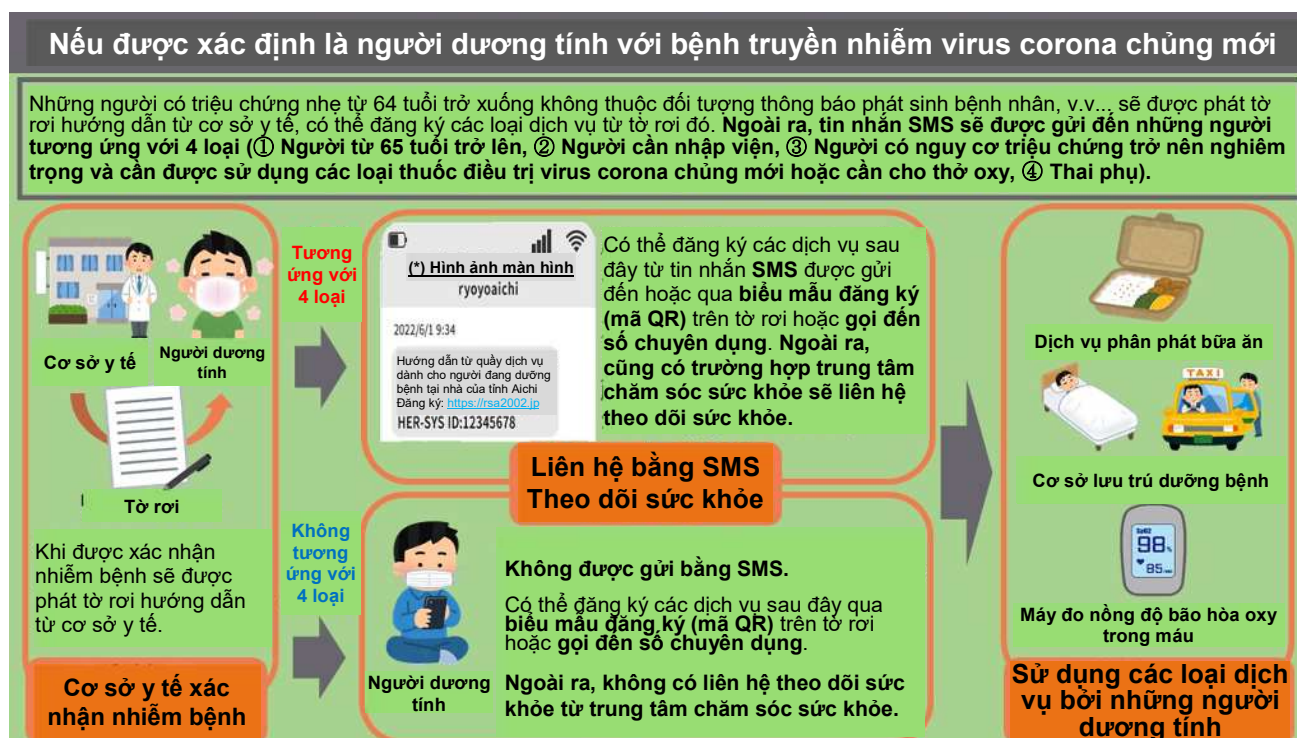 Nếu được xác định là người dương tính với bệnh truyền nhiễm virus corona chủng mới
Những người có triệu chứng nhẹ từ 64 tuổi trở xuống không thuộc đối tượng thông báo phát sinh bệnh nhân, v.v... sẽ được phát tờ
rơi hướng dẫn từ cơ sở y tế, có thể đăng ký các loại dịch vụ từ tờ rơi đó. Ngoài ra, tin nhắn SMS sẽ được gửi đến những người
tương ứng với 4 loại (① Người từ 65 tuổi trở lên, ② Người cần nhập viện, ③ Người có nguy cơ triệu chứng trở nên nghiêm
trọng và cần được sử dụng các loại thuốc điều trị virus corona chủng mới hoặc cần cho thở oxy, ④ Thai phụ).
Cơ sở y tế
Người dương
tính
Tờ rơi
Khi được xác nhận
nhiễm bệnh sẽ được
phát tờ rơi hướng dẫn
từ cơ sở y tế.
Cơ sở y tế xác
nhận nhiễm bệnh
Tương
ứng với
4 loại
(*) Hình ảnh màn hình
ryoyoaichi
2022/6/1 9:34
Hướng dẫn từ quầy dịch vụ
dành cho người đang dưỡng
bệnh tại nhà của tỉnh Aichi
Đăng ký: https://rsa2002.jp
HER-SYS ID:12345678
Có thể đăng ký các dịch vụ sau
đây từ tin nhắn SMS được gửi
đến hoặc qua biểu mẫu đăng ký
(mã QR) trên tờ rơi hoặc gọi đến
số chuyên dụng. Ngoài ra,
cũng có trường hợp trung tâm
chăm sóc sức khỏe sẽ liên hệ
theo dõi sức khỏe.
Liên hệ bằng SMS
Theo dõi sức khỏe
Không
tương
ứng với
4 loại
Người dương
tính
Không được gửi bằng SMS.
Có thể đăng ký các dịch vụ sau đây qua
biểu mẫu đăng ký (mã QR) trên tờ rơi
hoặc gọi đến số chuyên dụng.
Ngoài ra, không có liên hệ theo dõi sức
khỏe từ trung tâm chăm sóc sức khỏe.
Dịch vụ phân phát bữa ăn
TAXI
Cơ sở lưu trú dưỡng bệnh
SpO2
98%
85
Máy đo nồng độ bão hòa oxy
trong máu
Sử dụng các loại dịch
vụ bởi những người
dương tính